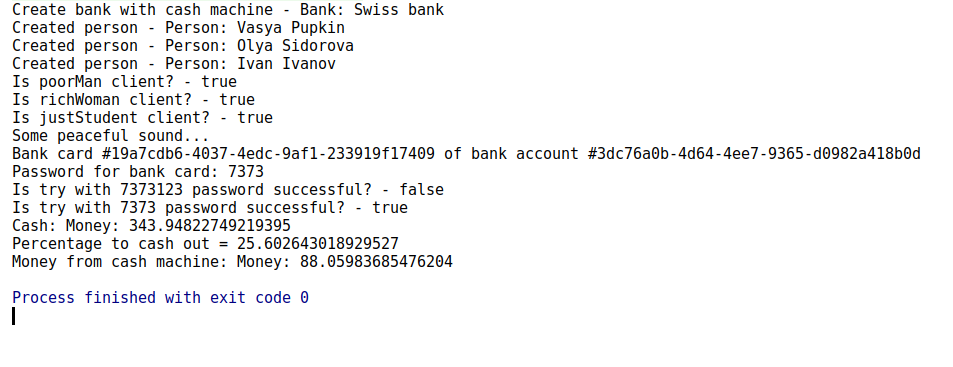 Create bank with cash machine - Bank: Swiss bank
Created person - Person: Vasya Pupkin
Created person - Person: Olya Sidorova
Created person - Person: Ivan Ivanov
Is poorMan client? - true
Is richWoman client? - true
Is justStudent client? - true
Some peaceful sound...
Bank card #19a7cdb6-4037-4edc-9af1-233919f17409 of bank account #3dc76a0b-4d64-4ee7-9365-d0982a418b0d
Password for bank card: 7373
Is try with 7373123 password successful? - false
Is try with 7373 password successful? - true
Cash: Money: 343.94822749219395
Percentage to cash out = 25.602643018929527
Money from cash machine: Money: 88.05983685476204
Process finished with exit code 0